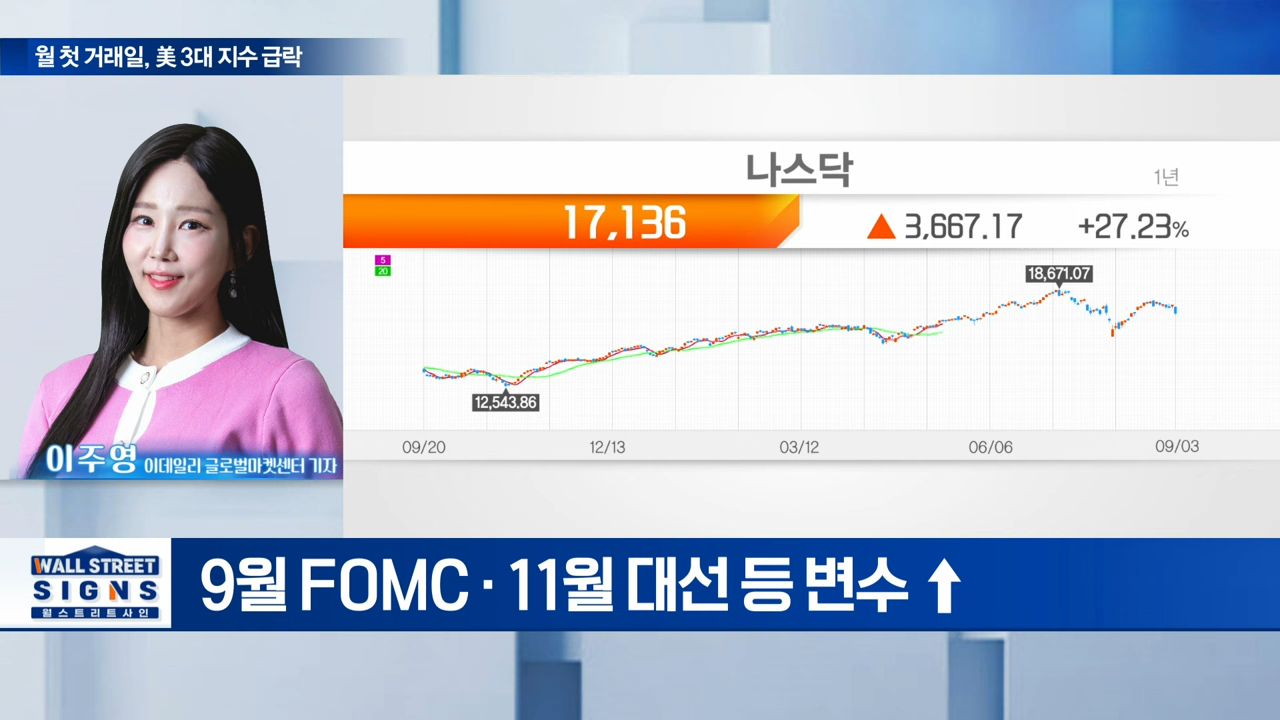 월 첫 거래일, 美 3대 지수 급락
나스닥
1년
17,136 ▲ 3,667.17 +27.23%
5
20
18,671.07
12,543.86
09/20 12/13 03/12 06/06 09/03
이주영 이데일리 글로벌마켓센터 기자
WALL STREET
SIGNS
월스트리트사인
9월 FOMC · 11월 대선 등 변수 ↑